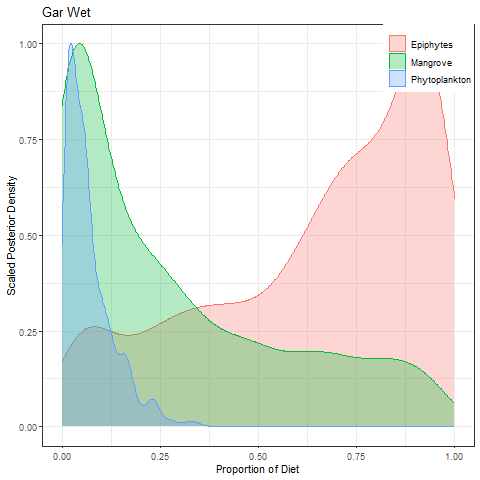 Gar Wet
Epiphytes
Mangrove
Phytoplankton
Scaled Posterior Density
1.00
0.75
0.50
0.25
0.00
0.00 0.25 0.50 0.75 1.00
Proportion of Diet